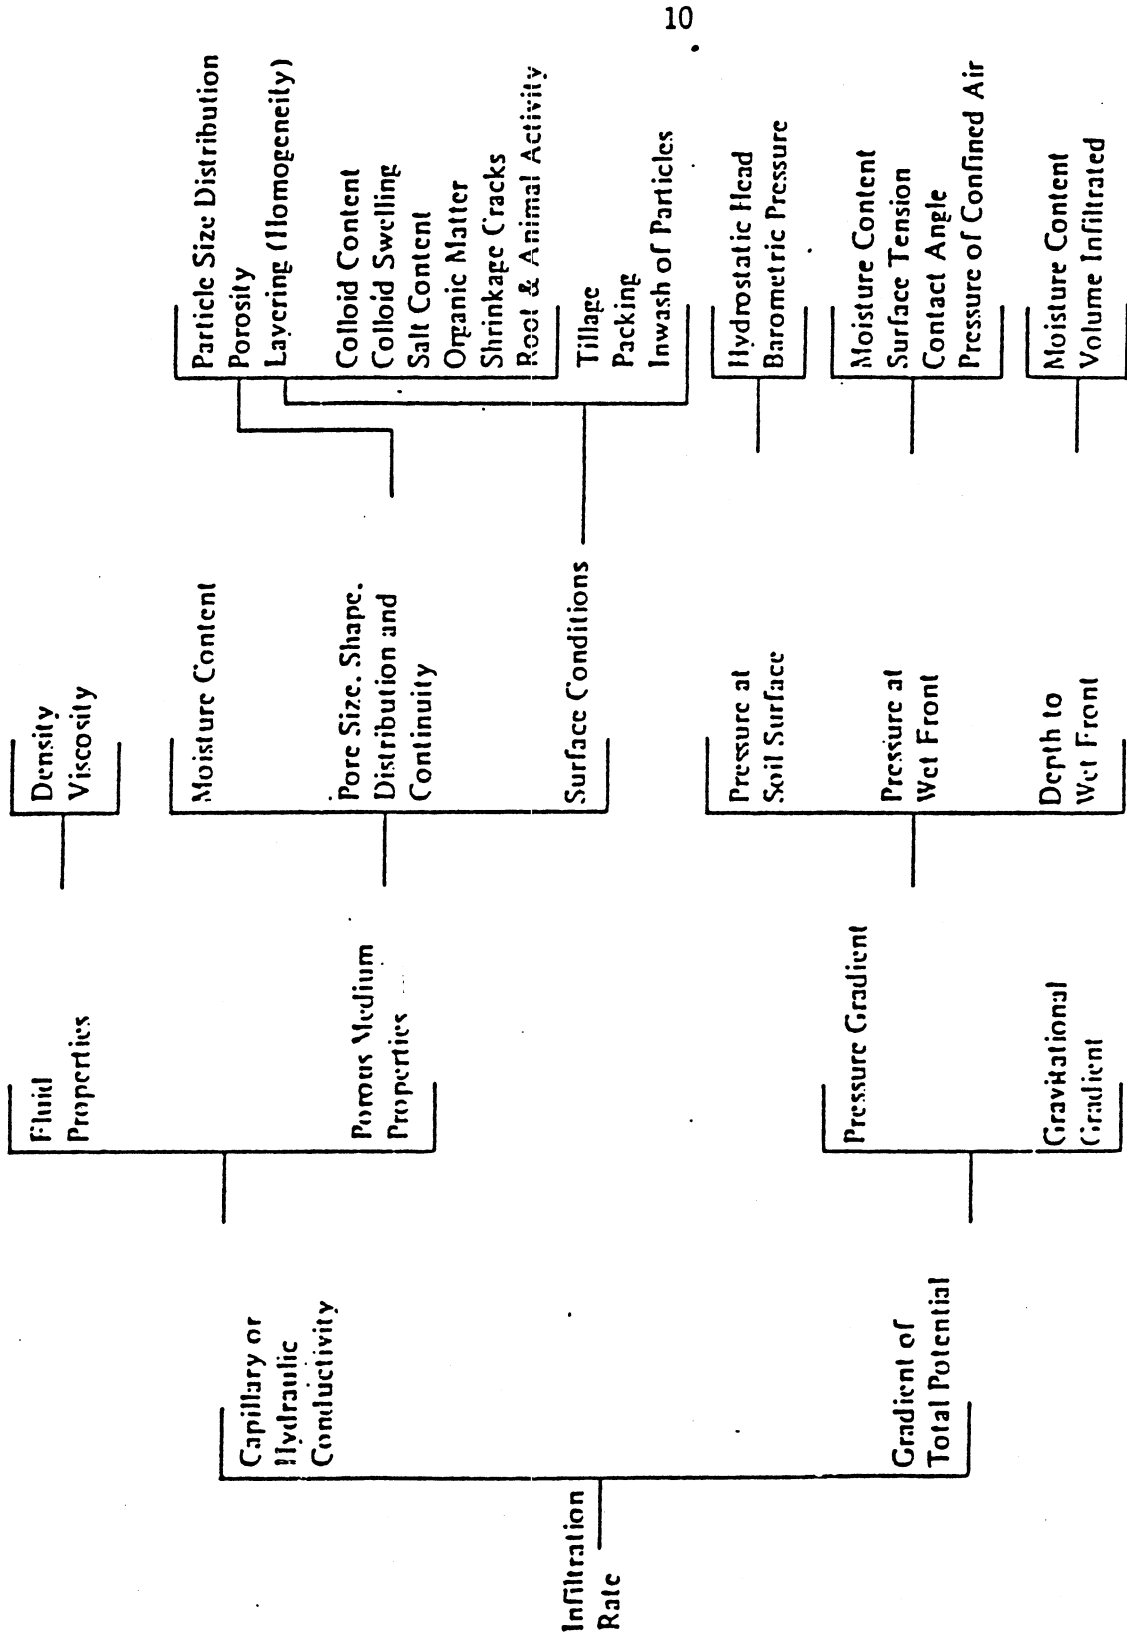 10
Infiltration
Rate
Capillary or
Hydraulic
Conductivity
Gradient of
Total Potential
Fluid
Properties
Porous Medium
Properties
Pressure Gradient
Gravitational
Gradient
Density
Viscosity
Moisture Content
Pore Size, Shape,
Distribution and
Continuity
Surface Conditions
Pressure at
Soil Surface
Pressure at
Wet Front
Depth to
Wet Front
Particle Size Distribution
Porosity
Layering (Homogeneity)
Colloid Content
Colloid Swelling
Salt Content
Organic Matter
Shrinkage Cracks
Root & Animal Activity
Tillage
Packing
Inwash of Particles
Hydrostatic Head
Barometric Pressure
Moisture Content
Surface Tension
Contact Angle
Pressure of Confined Air
Moisture Content
Volume Infiltrated